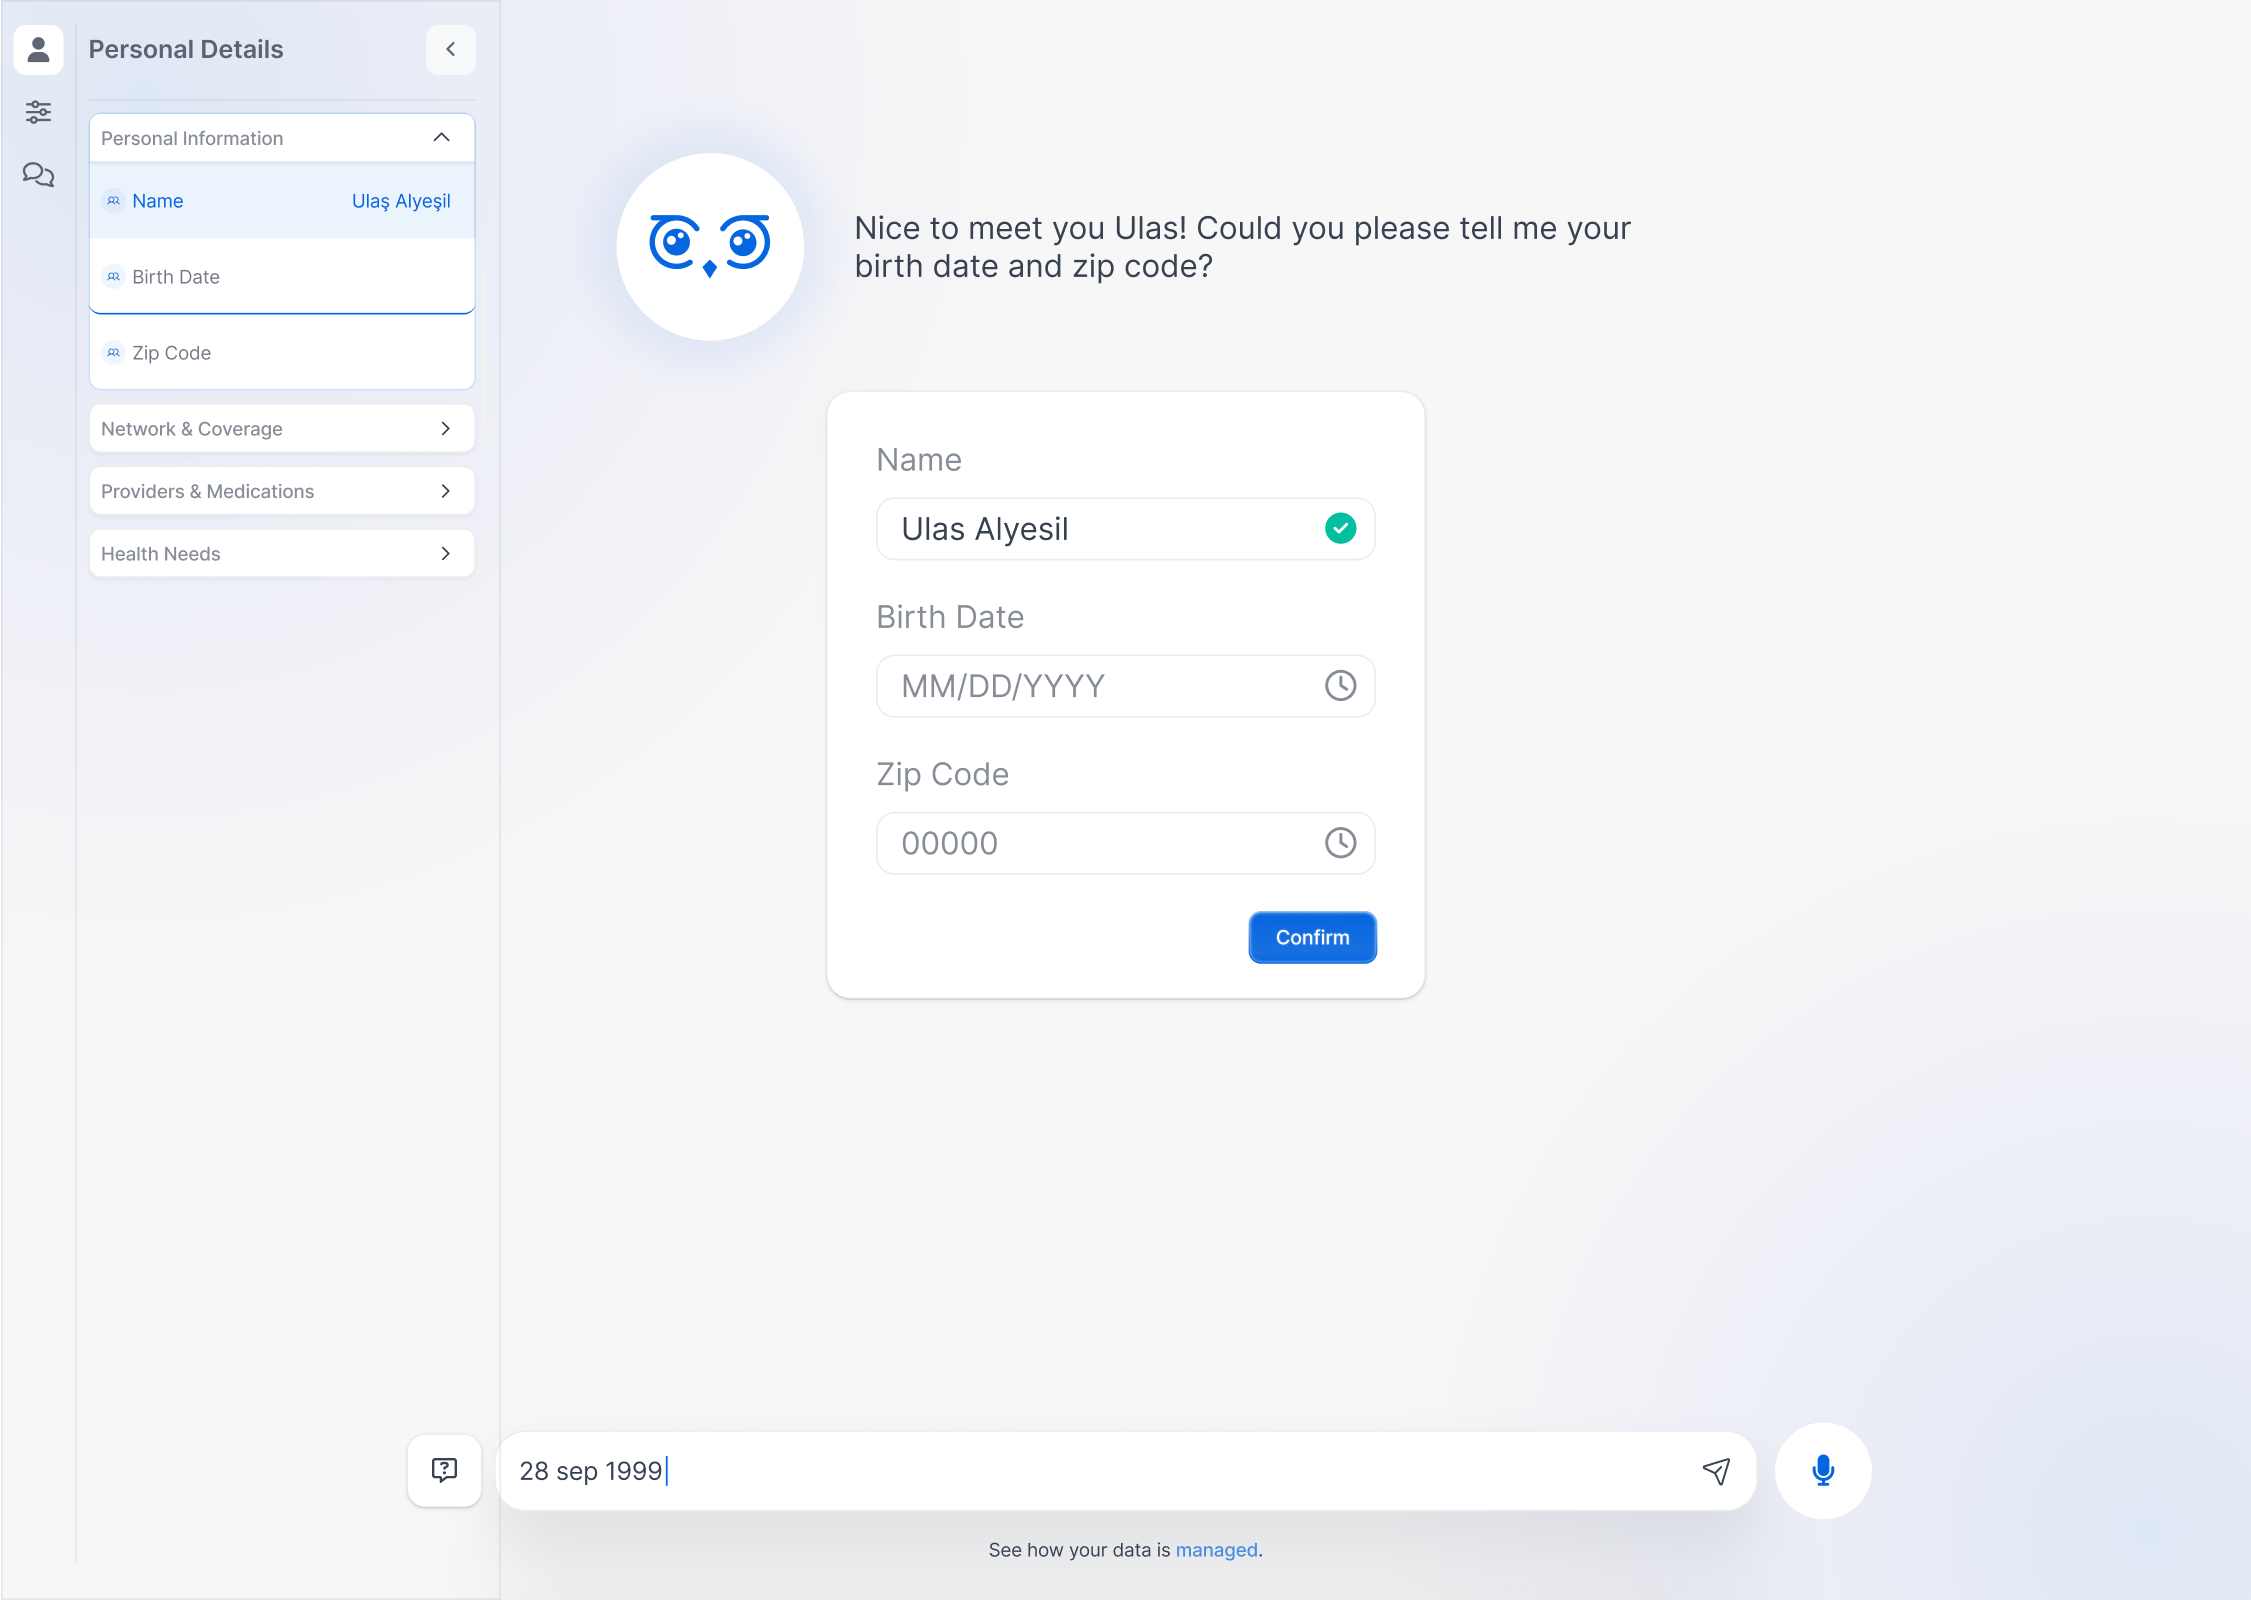 Personal Details
Personal Information
Name Ulaş Alyeşil
Birth Date
Zip Code
Network & Coverage
Providers & Medications
Health Needs
Nice to meet you Ulas! Could you please tell me your
birth date and zip code?
Name
Ulas Alyesil
Birth Date
MM/DD/YYYY
Zip Code
00000
Confirm
28 sep 1999
See how your data is managed.